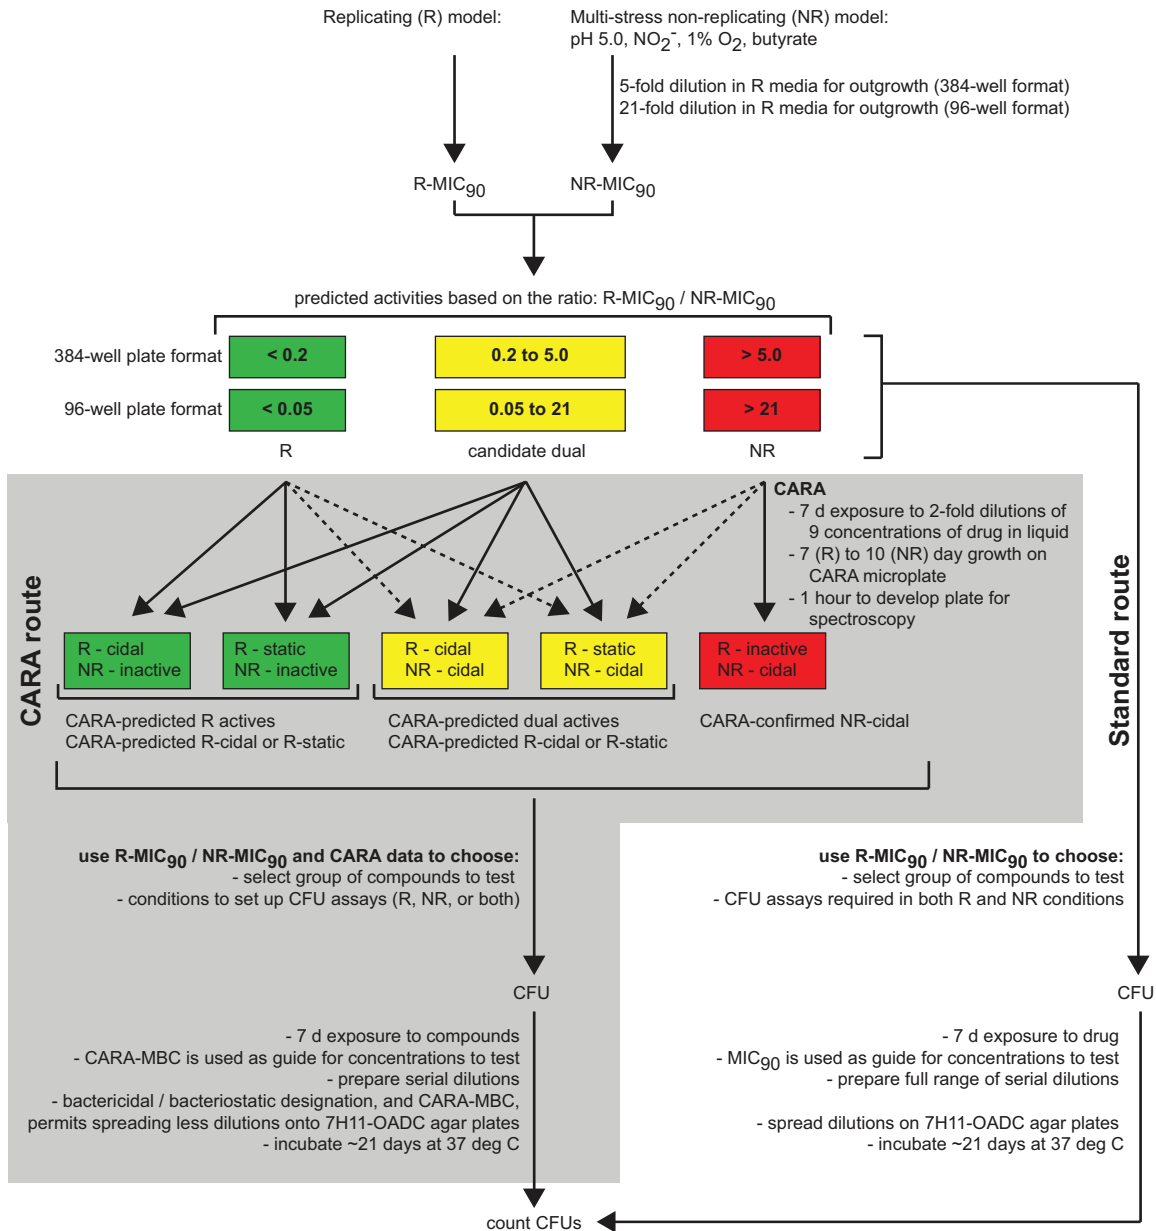 Replicating (R) model:
Multi-stress non-replicating (NR) model:
pH 5.0, NO2-, 1% O2, butyrate
5-fold dilution in R media for outgrowth (384-well format)
21-fold dilution in R media for outgrowth (96-well format)
R-MIC90
NR-MIC90
predicted activities based on the ratio: R-MIC90 / NR-MIC90
384-well plate format
< 0.2
0.2 to 5.0
> 5.0
96-well plate format
< 0.05
0.05 to 21
> 21
R
candidate dual
NR
CARA route
CARA
- 7 d exposure to 2-fold dilutions of
9 concentrations of drug in liquid
- 7 (R) to 10 (NR) day growth on
CARA microplate
- 1 hour to develop plate for
spectroscopy
Standard route
R - cidal
NR - inactive
R - static
NR - inactive
R - cidal
NR - cidal
R - static
NR - cidal
R - inactive
NR - cidal
CARA-predicted R actives
CARA-predicted R-cidal or R-static
CARA-predicted dual actives
CARA-predicted R-cidal or R-static
CARA-confirmed NR-cidal
use R-MIC90 / NR-MIC90 and CARA data to choose:
- select group of compounds to test
- conditions to set up CFU assays (R, NR, or both)
use R-MIC90 / NR-MIC90 to choose:
- select group of compounds to test
- CFU assays required in both R and NR conditions
CFU
CFU
- 7 d exposure to compounds
- CARA-MBC is used as guide for concentrations to test
- prepare serial dilutions
- bactericidal / bacteriostatic designation, and CARA-MBC,
permits spreading less dilutions onto 7H11-OADC agar plates
- incubate ~21 days at 37 deg C
- 7 d exposure to drug
- MIC90 is used as guide for concentrations to test
- prepare full range of serial dilutions
- spread dilutions on 7H11-OADC agar plates
- incubate ~21 days at 37 deg C
count CFUs